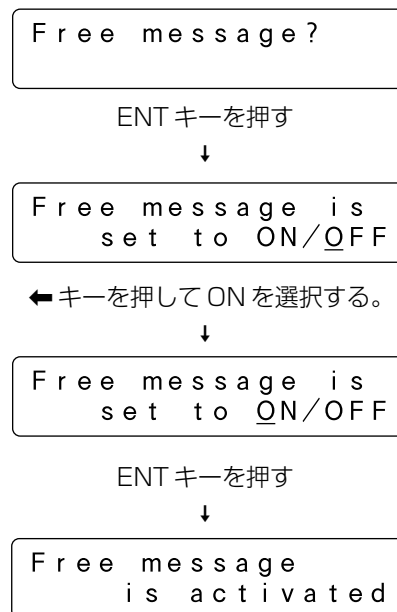 Free message?
ENTキーを押す
↓
Free message is
set to ON/OFF
⬅キーを押してONを選択する。
↓
Free message is
set to ON/OFF
ENTキーを押す
↓
Free message
is activated